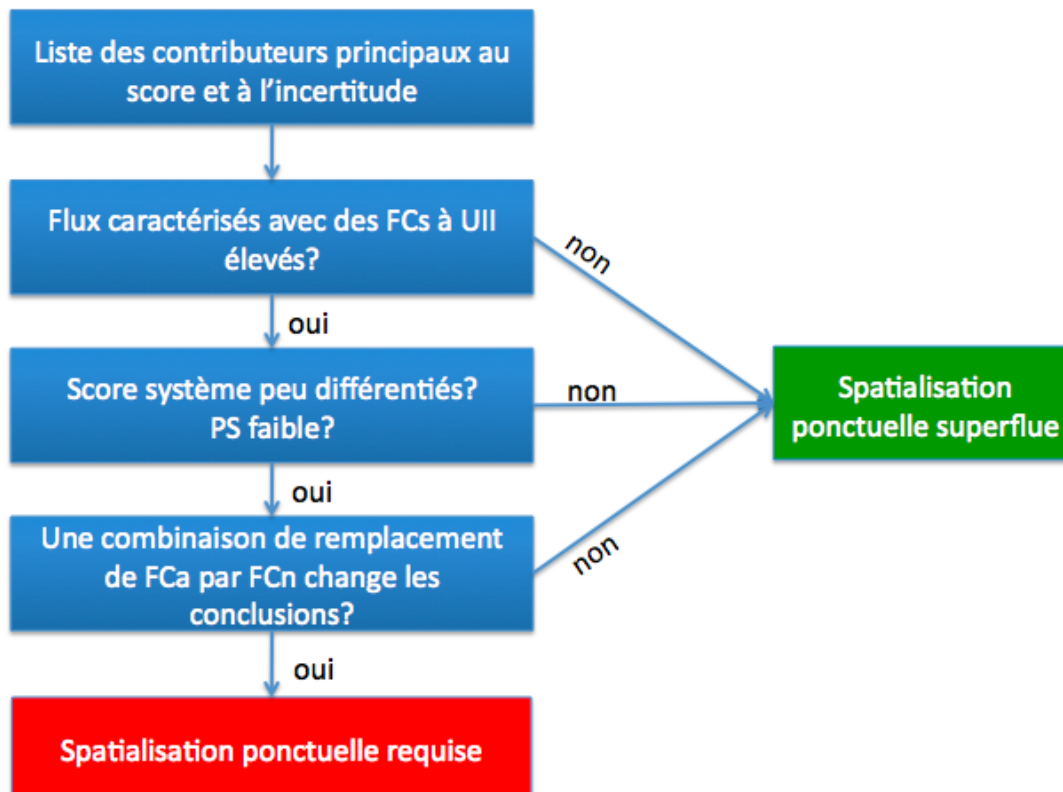 Liste des contributeurs principaux au
score et à l'incertitude
Flux caractérisés avec des FCs à UII
élevés?
non
oui
Score système peu différentiés?
PS faible?
non
Spatialisation
ponctuelle superflue
oui
Une combinaison de remplacement
de FCa par FCn change les
conclusions?
non
oui
Spatialisation ponctuelle requise